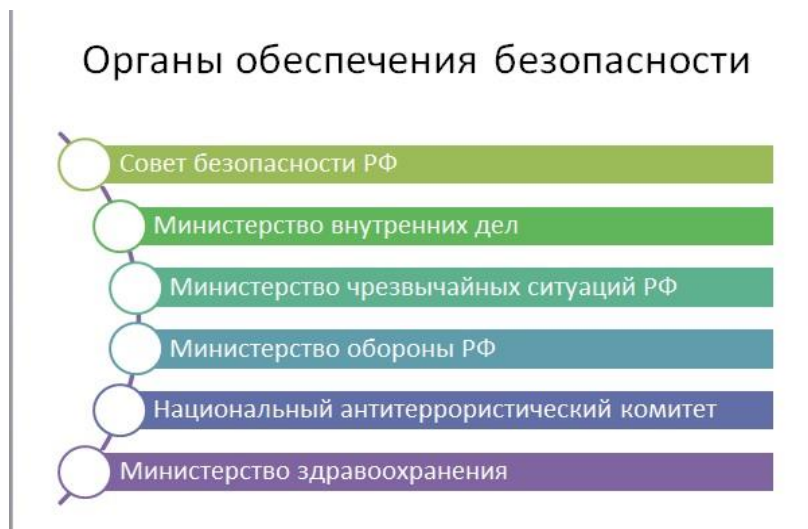 Органы обеспечения безопасности
Совет безопасности РФ
Министерство внутренних дел
Министерство чрезвычайных ситуаций РФ
Министерство обороны РФ
Национальный антитеррористический комитет
Министерство здравоохранения